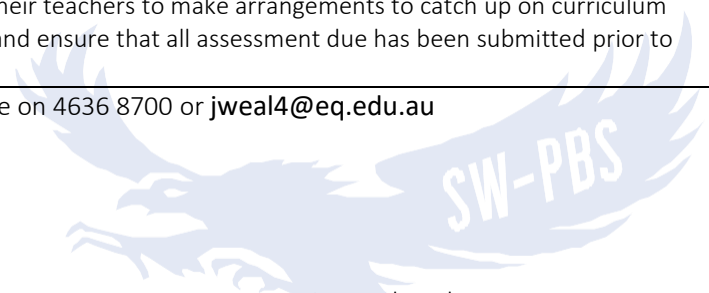 their teachers to make arrangements to catch up on curriculum
and ensure that all assessment due has been submitted prior to
e on 4636 8700 or jweal4@eq.edu.au
SW-PBS